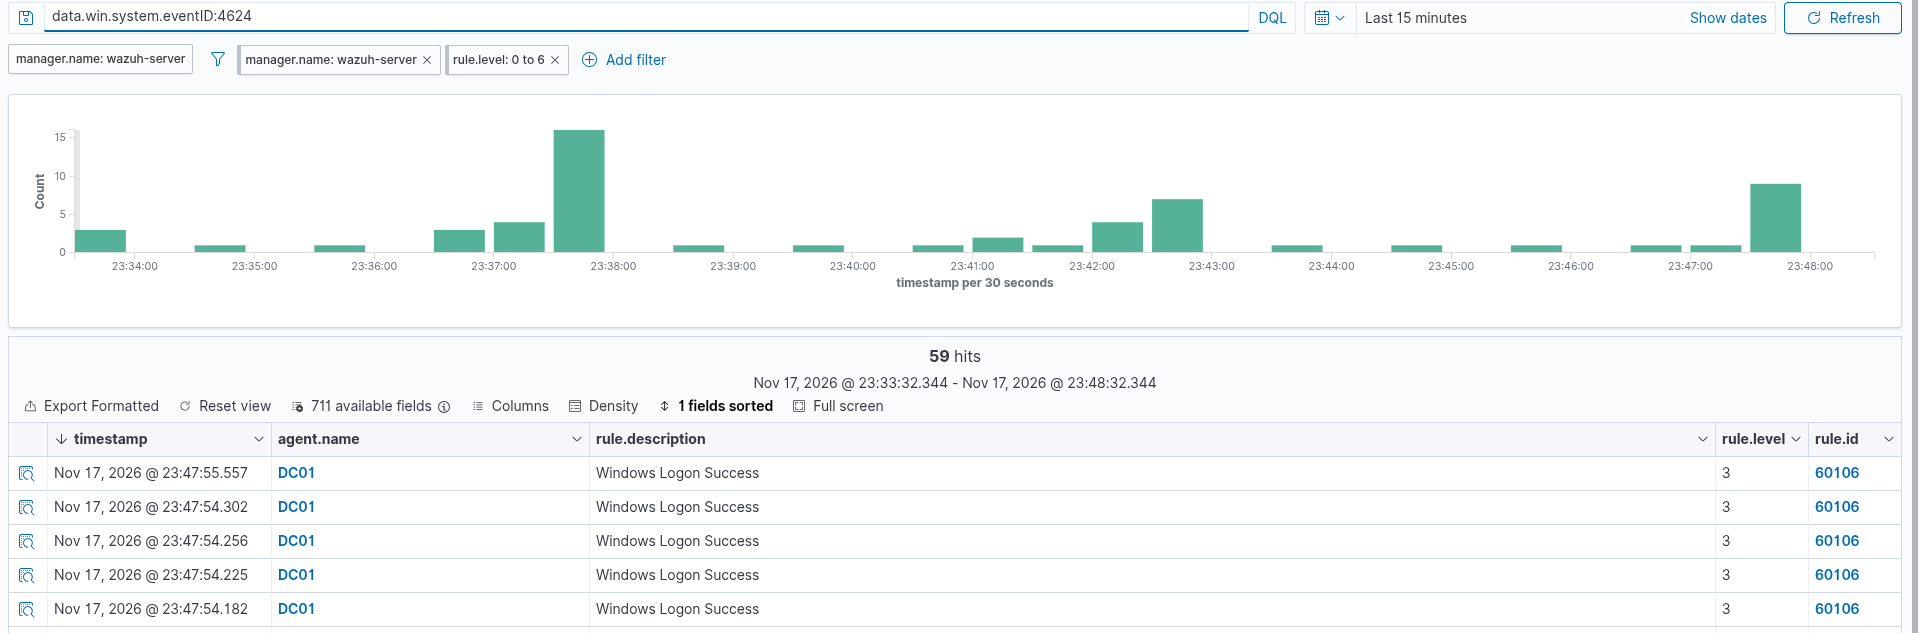 data.win.system.eventID:4624 DQL Last 15 minutes Show dates Refresh
manager.name: wazuh-server manager.name: wazuh-server × rule.level: 0 to 6 × Add filter
15
10
5
0
Count
23:34:00 23:35:00 23:36:00 23:37:00 23:38:00 23:39:00 23:40:00 23:41:00 23:42:00 23:43:00 23:44:00 23:45:00 23:46:00 23:47:00 23:48:00
timestamp per 30 seconds
59 hits
Nov 17, 2026 @ 23:33:32.344 - Nov 17, 2026 @ 23:48:32.344
Export Formatted Reset view 711 available fields Columns Density 1 fields sorted Full screen
timestamp agent.name rule.description rule.level rule.id
Nov 17, 2026 @ 23:47:55.557 DC01 Windows Logon Success 3 60106
Nov 17, 2026 @ 23:47:54.302 DC01 Windows Logon Success 3 60106
Nov 17, 2026 @ 23:47:54.256 DC01 Windows Logon Success 3 60106
Nov 17, 2026 @ 23:47:54.225 DC01 Windows Logon Success 3 60106
Nov 17, 2026 @ 23:47:54.182 DC01 Windows Logon Success 3 60106